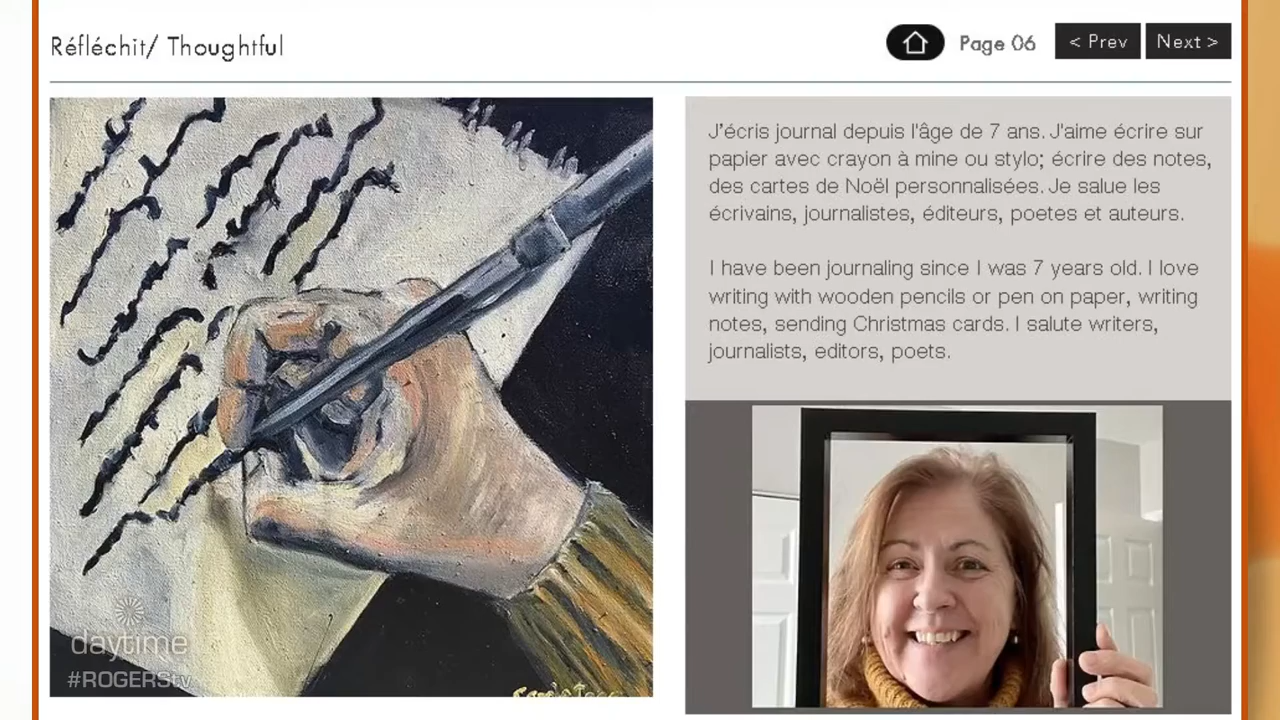 Réfléchit/ Thoughtful
Page 06
< Prev
Next >
J'écris journal depuis l'âge de 7 ans. J'aime écrire sur
papier avec crayon à mine ou stylo; écrire des notes,
des cartes de Noël personnalisées. Je salue les
écrivains, journalistes, éditeurs, poetes et auteurs.
I have been journaling since I was 7 years old. I love
writing with wooden pencils or pen on paper, writing
notes, sending Christmas cards. I salute writers,
journalists, editors, poets.
daytime
#ROGERStv